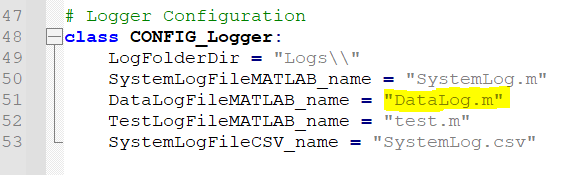 47 # Logger Configuration
48 class CONFIG_Logger:
49 LogFolderDir = "Logs\\"
50 SystemLogFileMATLAB_name = "SystemLog.m"
51 DataLogFileMATLAB_name = "DataLog.m"
52 TestLogFileMATLAB_name = "test.m"
53 SystemLogFileCSV_name = "SystemLog.csv"